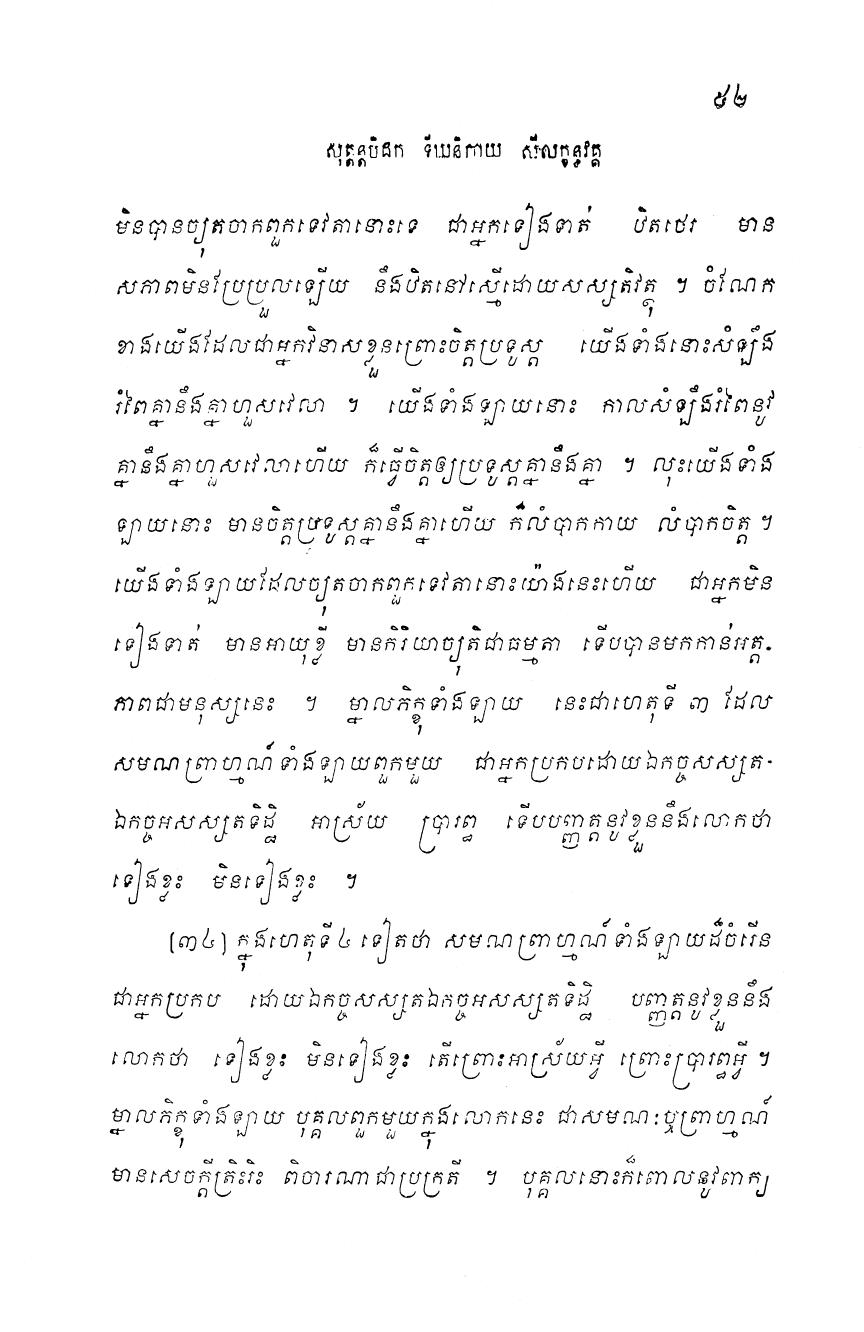 ៥២
សុត្តន្តបិដក ទីឃនិកាយ សីលក្ខន្ធវគ្គ
មិនបានច្យុតចាកពួកទេវតានោះទេ ជាអ្នកទៀងទាត់ ឋិតថេរ មាន
សភាពមិនប្រែប្រួលឡើយ នឹងឋិតនៅស្មើដោយសស្សតិវត្ថុ ។ ចំណែក
ខាងយើងដែលជាអ្នកវិនាសខ្លួនព្រោះចិត្តប្រទូស្ត យើងទាំងនោះសំឡឹង
រំពៃគ្នានឹងគ្នាហួសវេលា ។ យើងទាំងឡាយនោះ កាលសំឡឹងរំពៃនូវ
គ្នានឹងគ្នាហួសវេលាហើយ ក៏ធ្វើចិត្តឲ្យប្រទូស្តគ្នានឹងគ្នា ។ លុះយើងទាំង
ឡាយនោះ មានចិត្តប្រទូស្តគ្នានឹងគ្នាហើយ ក៏លំបាកកាយ លំបាកចិត្ត ។
យើងទាំងឡាយដែលច្យុតចាកពួកទេវតានោះយ៉ាងនេះហើយ ជាអ្នកមិន
ទៀងទាត់ មានអាយុខ្លី មានកិរិយាច្យុតិជាធម្មតា ទើបបានមកកាន់អត្ត-
ភាពជាមនុស្សនេះ ។ ម្នាលភិក្ខុទាំងឡាយ នេះជាហេតុទី ៣ ដែល
សមណព្រាហ្មណ៍ទាំងឡាយពួកមួយ ជាអ្នកប្រកបដោយឯកច្ចសស្សត-
ឯកច្ចអសស្សតទិដ្ឋិ អាស្រ័យ ប្រារព្ធ ទើបបញ្ញត្តនូវខ្លួននឹងលោកថា
ទៀងខ្លះ មិនទៀងខ្លះ ។
[៣៤] ក្នុងហេតុទី៤ ទៀតថា សមណព្រាហ្មណ៍ទាំងឡាយដ៏ចំរើន
ជាអ្នកប្រកប ដោយឯកច្ចសស្សតឯកច្ចអសស្សតទិដ្ឋិ បញ្ញត្តនូវខ្លួននឹង
លោកថា ទៀងខ្លះ មិនទៀងខ្លះ តើព្រោះអាស្រ័យអ្វី ព្រោះប្រារព្ធអ្វី ។
ម្នាលភិក្ខុទាំងឡាយ បុគ្គលពួកមួយក្នុងលោកនេះ ជាសមណៈឬព្រាហ្មណ៍
មានសេចក្តីត្រិះរិះ ពិចារណាជាប្រក្រតី ។ បុគ្គលនោះក៏ពោលនូវពាក្យ